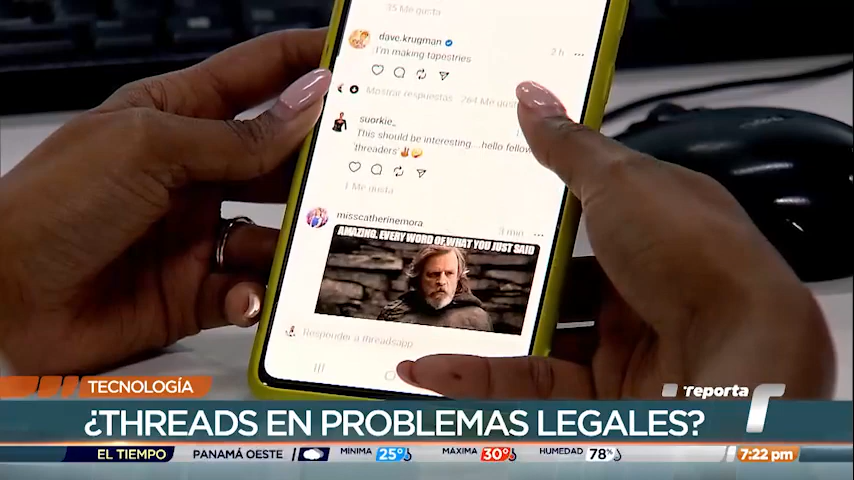 35 Me gusta
dave.krugman
2 h
I'm making tapestries
Mostrar respuestas · 264 Me gusta
suorkie_
This should be interesting....hello fellow
'threaders'
1 Me gusta
misscatherinemora
3 min
AMAZING. EVERY WORD OF WHAT YOU JUST SAID
Responder a threadsapp
TECNOLOGÍA
reporta
¿THREADS EN PROBLEMAS LEGALES?
EL TIEMPO PANAMÁ OESTE MÍNIMA 25° MÁXIMA 30° HUMEDAD 78% 7:22 pm